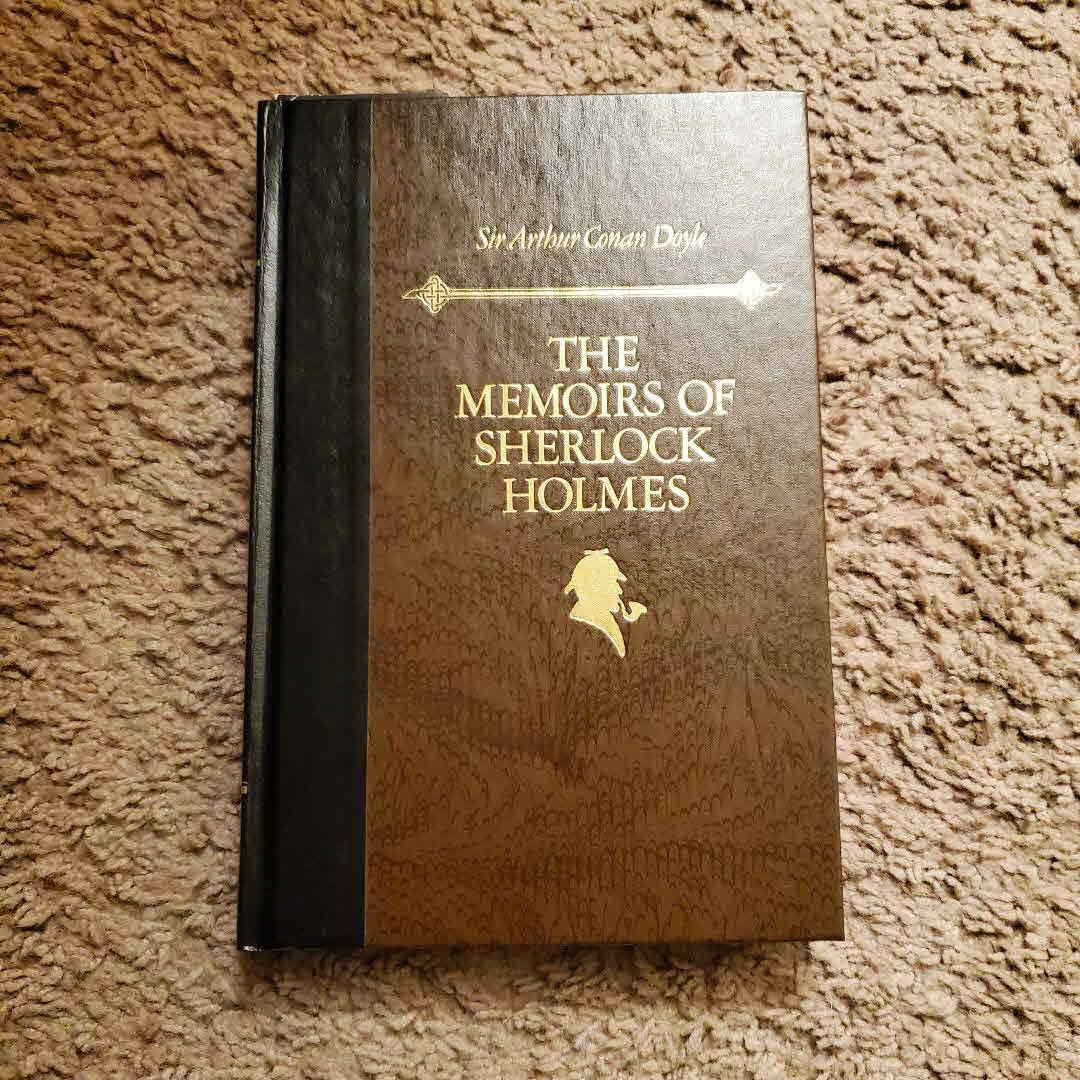 Sir Arthur Conan Doyle
THE
MEMOIRS OF
SHERLOCK
HOLMES